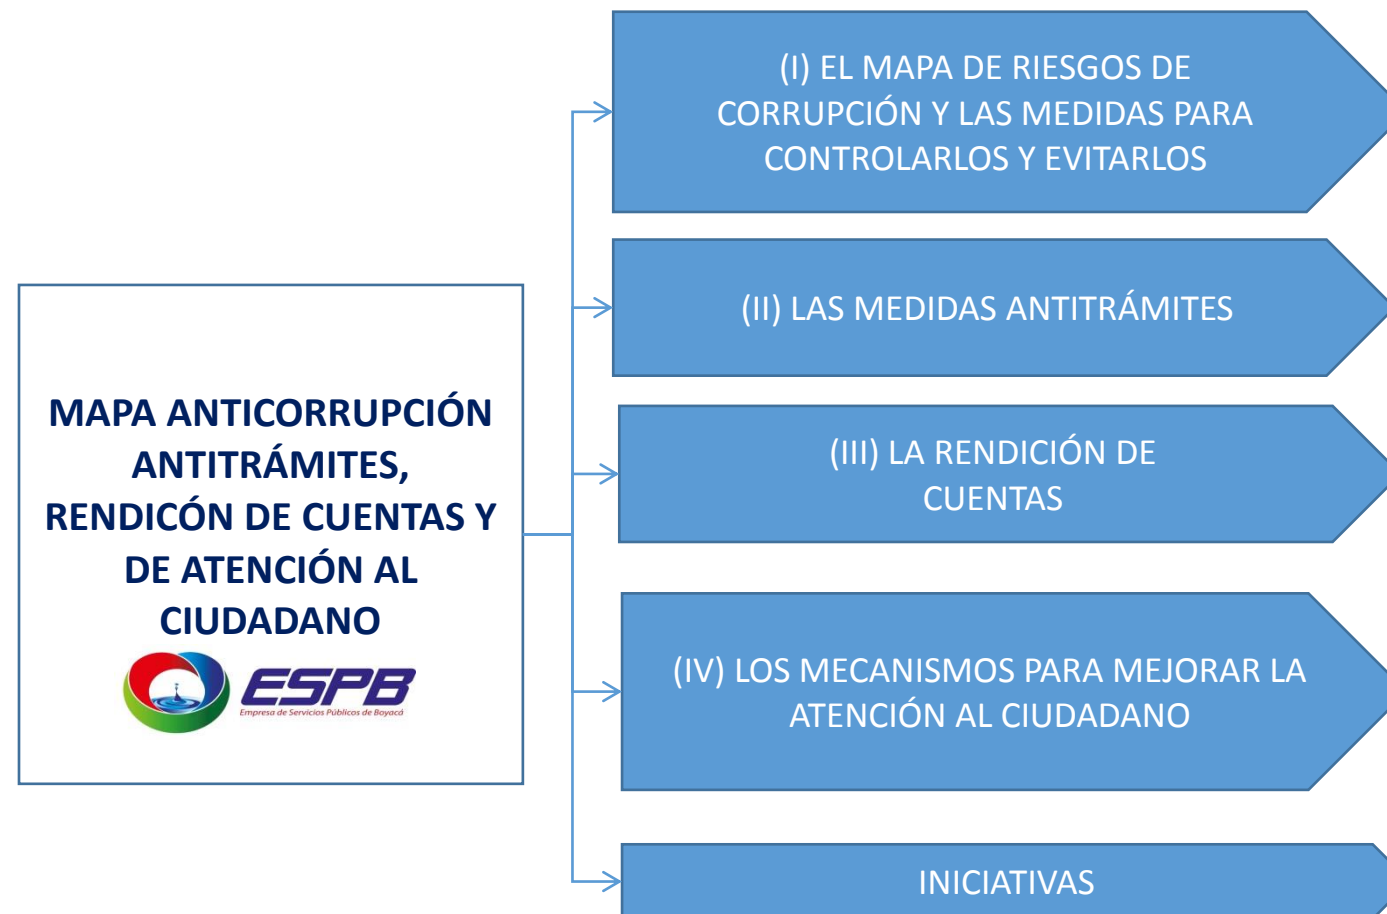 (I) EL MAPA DE RIESGOS DE
CORRUPCIÓN Y LAS MEDIDAS PARA
CONTROLARLOS Y EVITARLOS
(II) LAS MEDIDAS ANTITRÁMITES
MAPA ANTICORRUPCIÓN
ANTITRÁMITES,
RENDICÓN DE CUENTAS Y
DE ATENCIÓN AL
CIUDADANO
ESPB
Empresa de Servicios Públicos de Boyacá
(III) LA RENDICIÓN DE
CUENTAS
(IV) LOS MECANISMOS PARA MEJORAR LA
ATENCIÓN AL CIUDADANO
INICIATIVAS